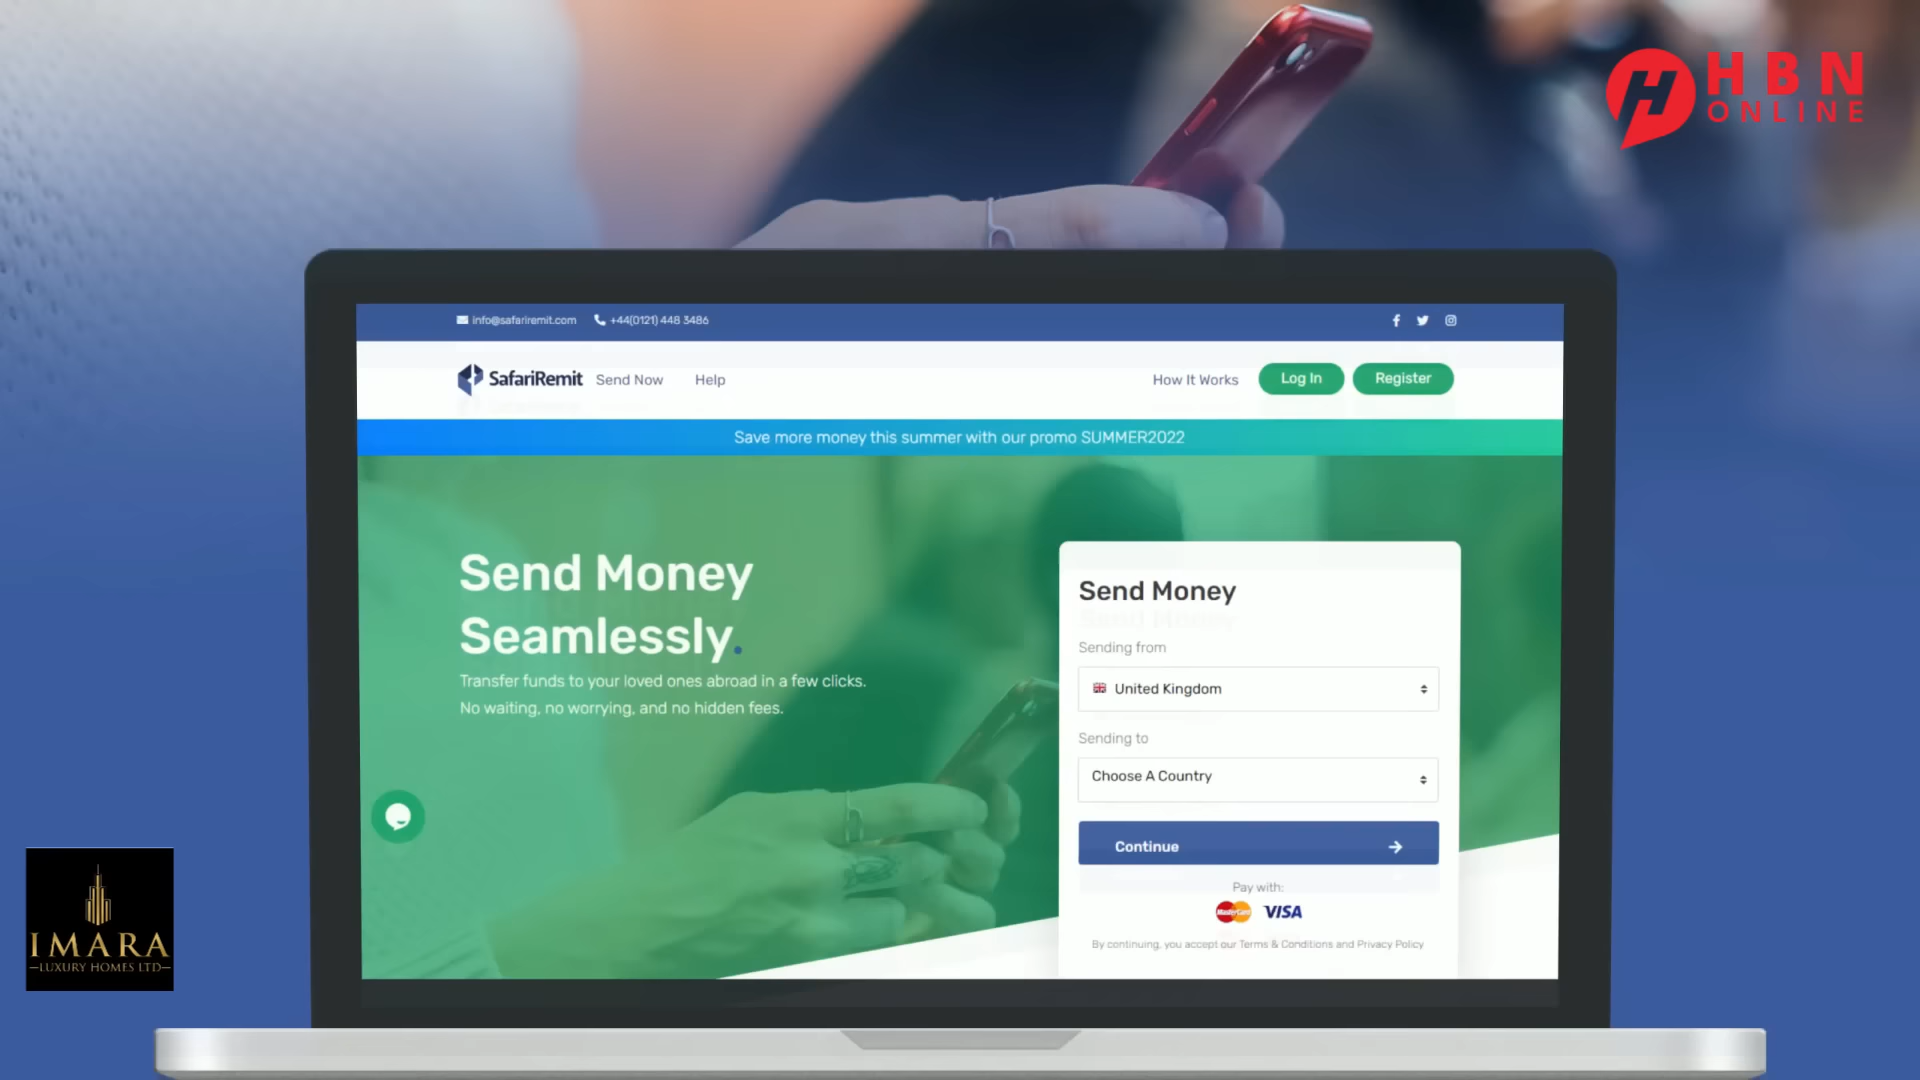 HBN
ONLINE
info@safariremit.com
+44(0121) 448 3486
SafariRemit
Send Now
Help
How It Works
Log In
Register
Save more money this summer with our promo SUMMER2022
Send Money
Seamlessly.
Transfer funds to your loved ones abroad in a few clicks.
No waiting, no worrying, and no hidden fees.
Send Money
Sending from
United Kingdom
Sending to
Choose A Country
Continue
Pay with:
MasterCard VISA
By continuing, you accept our Terms & Conditions and Privacy Policy
IMARA
LUXURY HOMES LTD